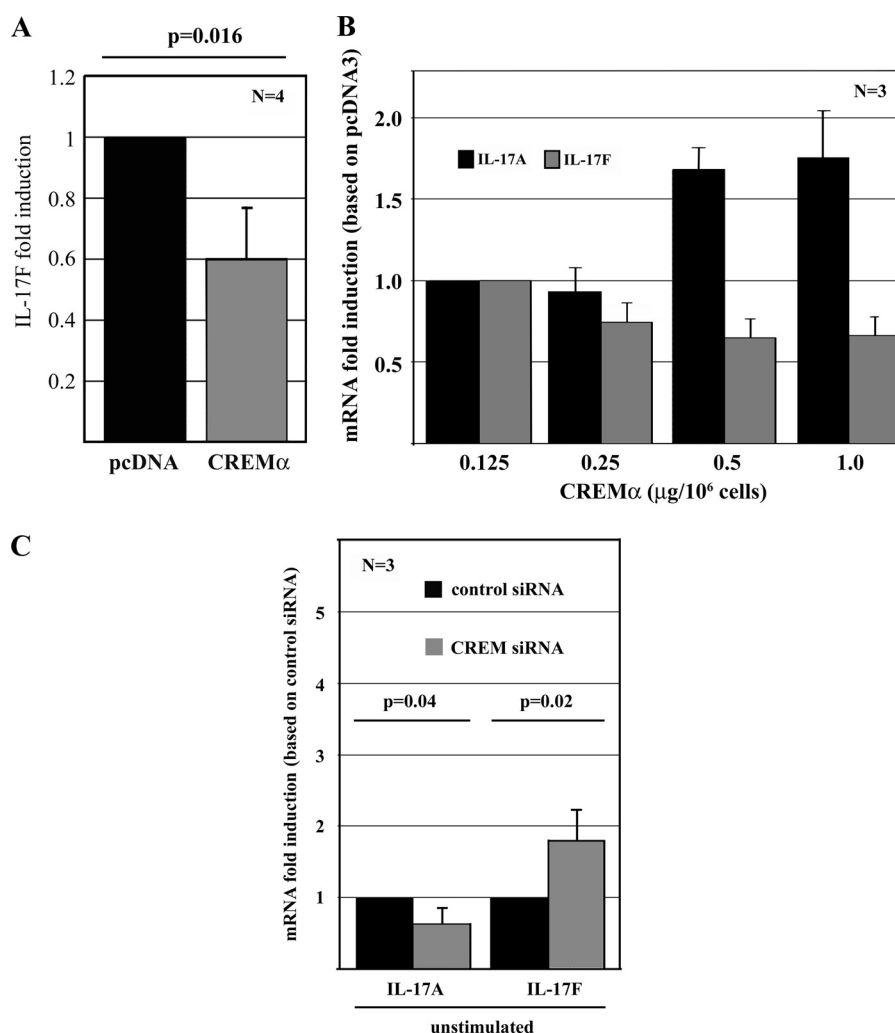 A
p=0.016
N=4
IL-17F fold induction
1.2
1
0.8
0.6
0.4
0.2
pcDNA CREMα
B
N=3
mRNA fold induction (based on pcDNA3)
2.0
1.5
1.0
0.5
IL-17A IL-17F
0.125 0.25 0.5 1.0
CREMα (μg/10⁶ cells)
C
N=3
mRNA fold induction (based on control siRNA)
control siRNA
CREM siRNA
5
4
3
2
1
p=0.04 p=0.02
IL-17A IL-17F
unstimulated